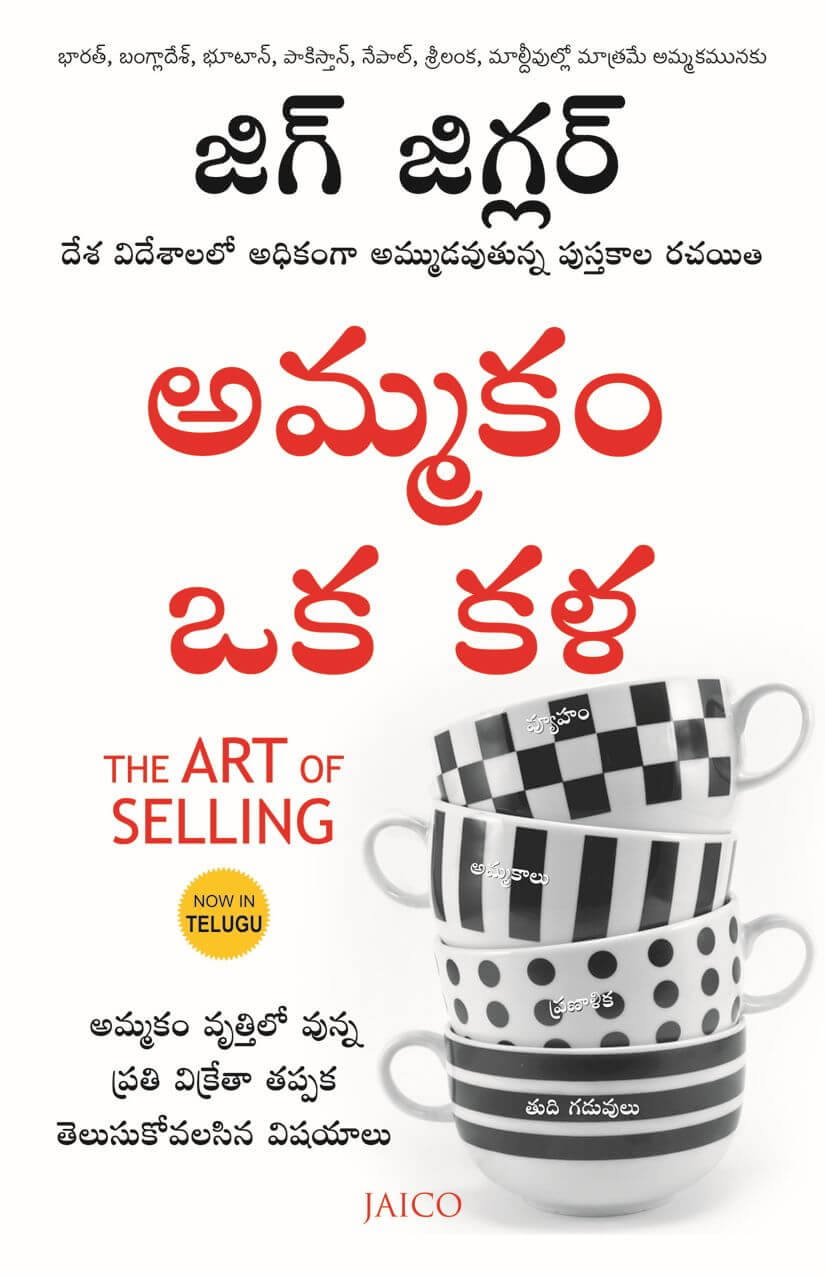 భారత్, బంగ్లాదేశ్, భూటాన్, పాకిస్తాన్, నేపాల్, శ్రీలంక, మాల్దీవుల్లో మాత్రమే అమ్మకమునకు
జిగ్ జిగ్లర్
దేశ విదేశాలలో అధికంగా అమ్ముడవుతున్న పుస్తకాల రచయితి
అమ్మకం
ఒక కళ
వ్యూహం
THE ART OF
SELLING
అమ్మకాలు
NOW IN
TELUGU
ప్రణాళిక
అమ్మకం వృత్తిలో వున్న
ప్రతి విక్రేతా తప్పక
తెలుసుకోవలసిన విషయాలు
తుది గడువులు
JAICO